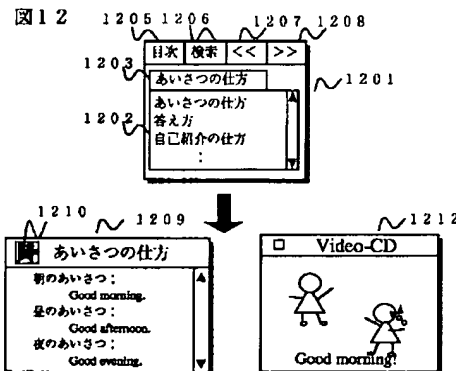 図12
1205 1206 1207 1208
目次 検索 << >>
1203
あいさつの仕方
1201
あいさつの仕方
1202
答え方
自己紹介の仕方
:
1210 1209
あいさつの仕方
朝のあいさつ:
Good morning.
昼のあいさつ:
Good afternoon.
夜のあいさつ:
Good evening.
1212
Video-CD
Good morning!